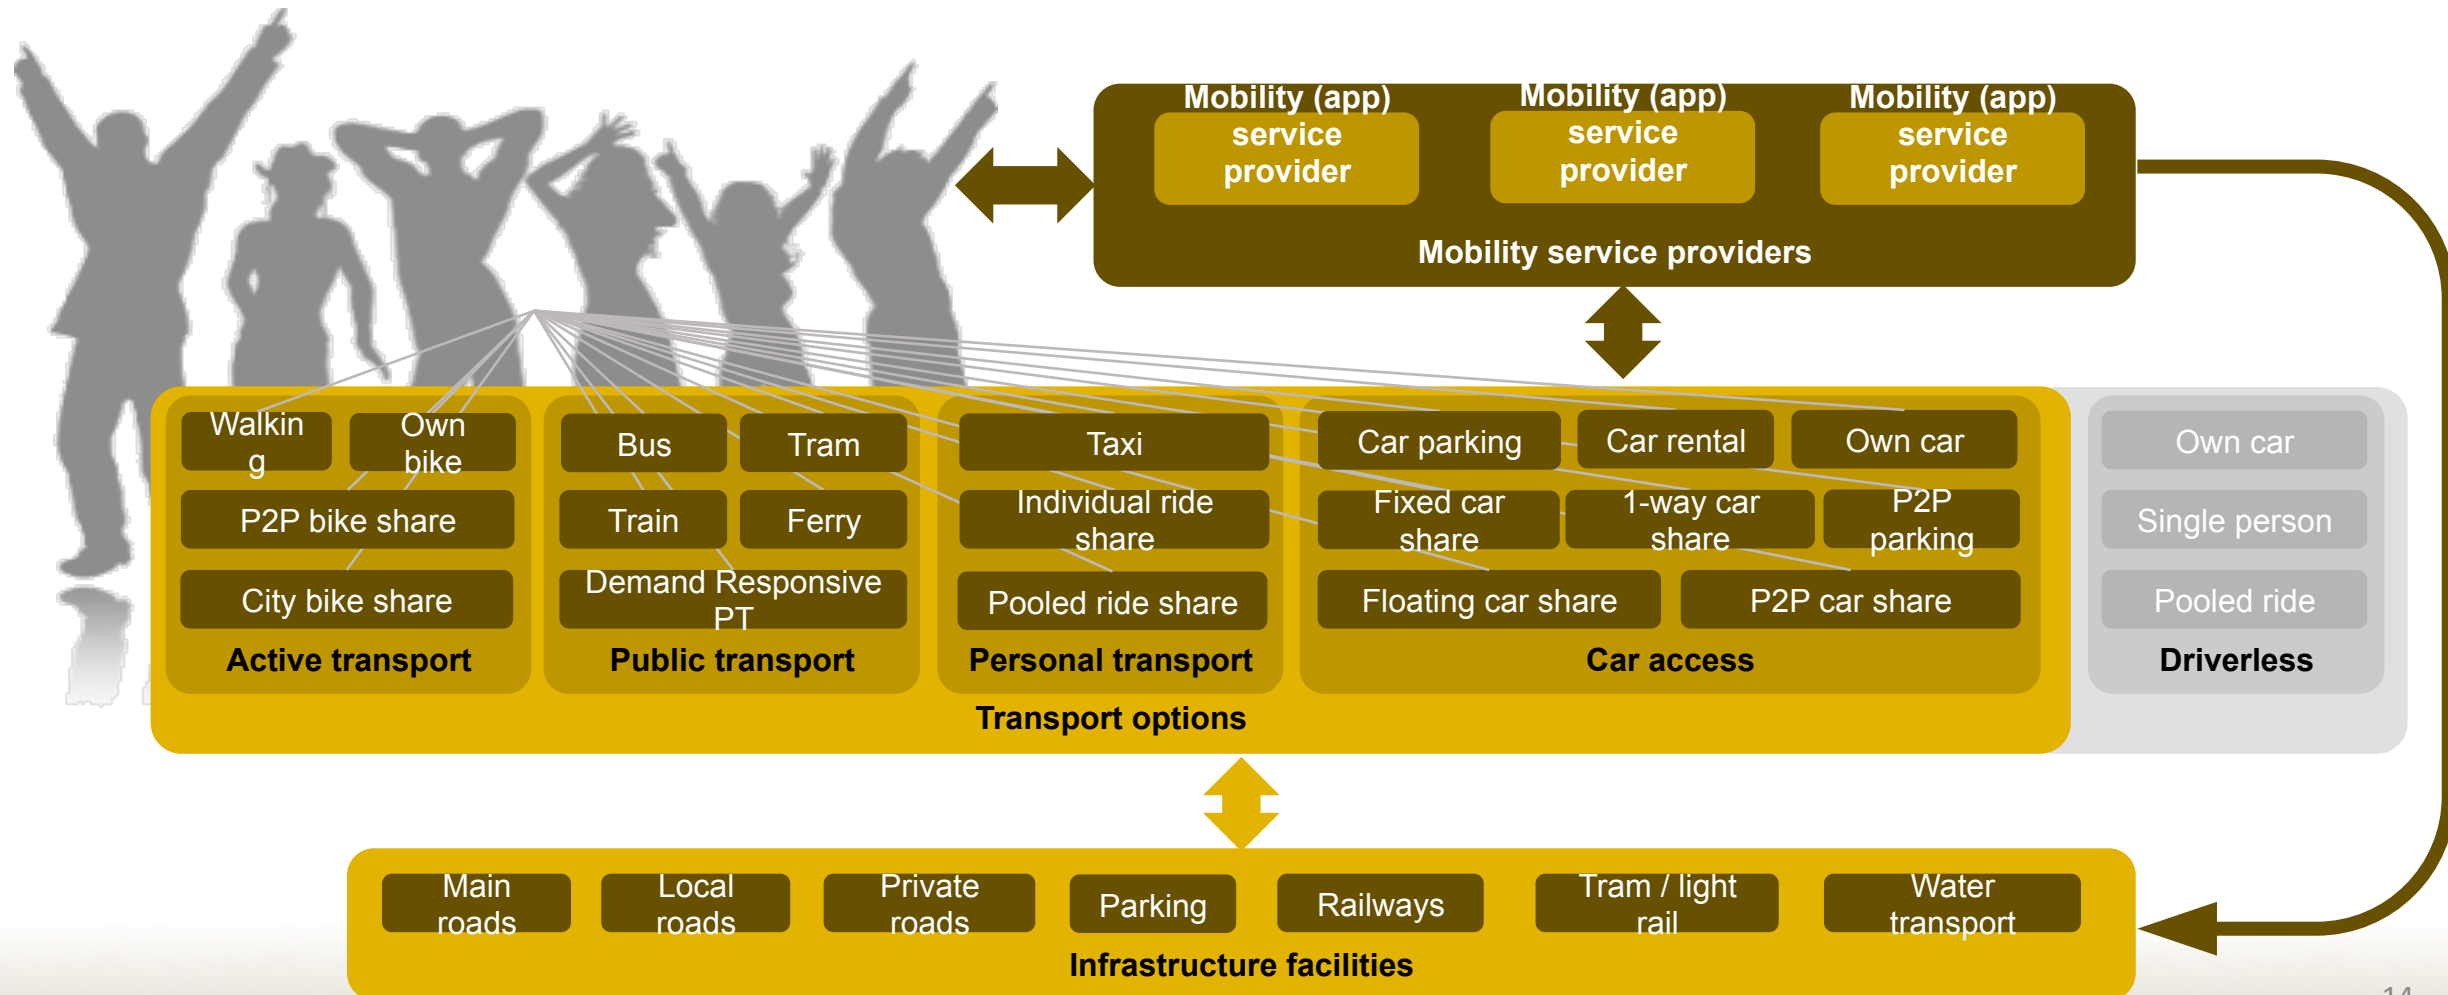 Mobility (app)
service
provider
Mobility (app)
service
provider
Mobility (app)
service
provider
Mobility service providers
Walkin
g
Own
bike
P2P bike share
City bike share
Active transport
Bus
Tram
Train
Ferry
Demand Responsive
PT
Public transport
Taxi
Individual ride
share
Pooled ride share
Personal transport
Car parking
Car rental
Own car
Fixed car
share
1-way car
share
P2P
parking
Floating car share
P2P car share
Car access
Own car
Single person
Pooled ride
Driverless
Transport options
Main
roads
Local
roads
Private
roads
Parking
Railways
Tram / light
rail
Water
transport
Infrastructure facilities
14